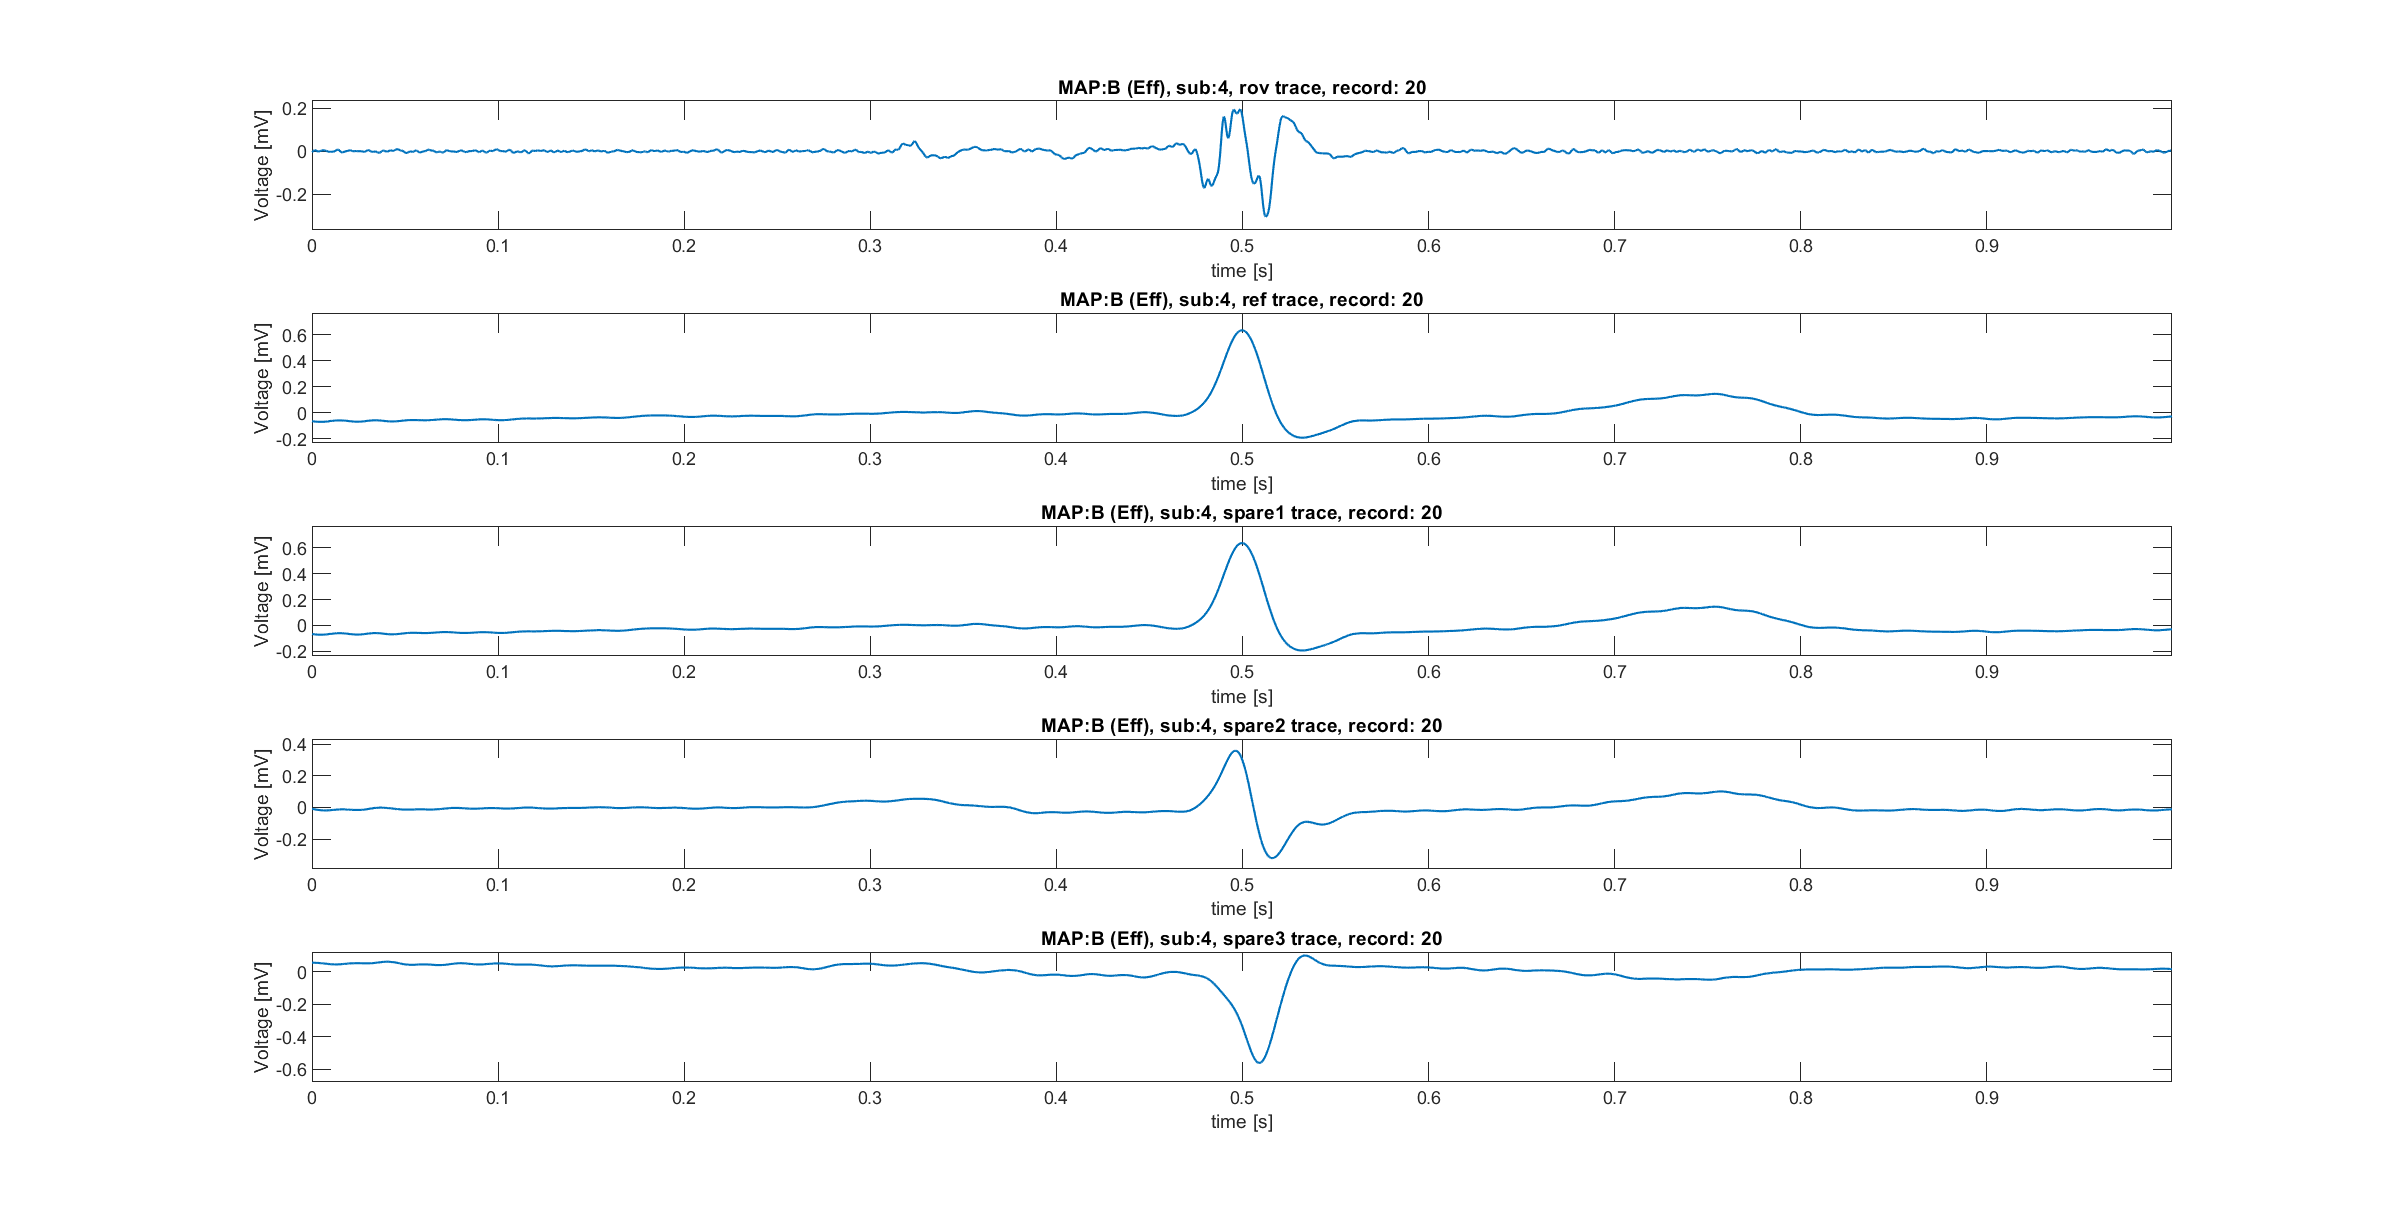 MAP:B (Eff), sub:4, rov trace, record: 20
Voltage [mV]
0.2
0
-0.2
0 0.1 0.2 0.3 0.4 0.5 0.6 0.7 0.8 0.9
time [s]
MAP:B (Eff), sub:4, ref trace, record: 20
Voltage [mV]
0.6
0.4
0.2
0
-0.2
0 0.1 0.2 0.3 0.4 0.5 0.6 0.7 0.8 0.9
time [s]
MAP:B (Eff), sub:4, spare1 trace, record: 20
Voltage [mV]
0.6
0.4
0.2
0
-0.2
0 0.1 0.2 0.3 0.4 0.5 0.6 0.7 0.8 0.9
time [s]
MAP:B (Eff), sub:4, spare2 trace, record: 20
Voltage [mV]
0.4
0.2
0
-0.2
0 0.1 0.2 0.3 0.4 0.5 0.6 0.7 0.8 0.9
time [s]
MAP:B (Eff), sub:4, spare3 trace, record: 20
Voltage [mV]
0
-0.2
-0.4
-0.6
0 0.1 0.2 0.3 0.4 0.5 0.6 0.7 0.8 0.9
time [s]